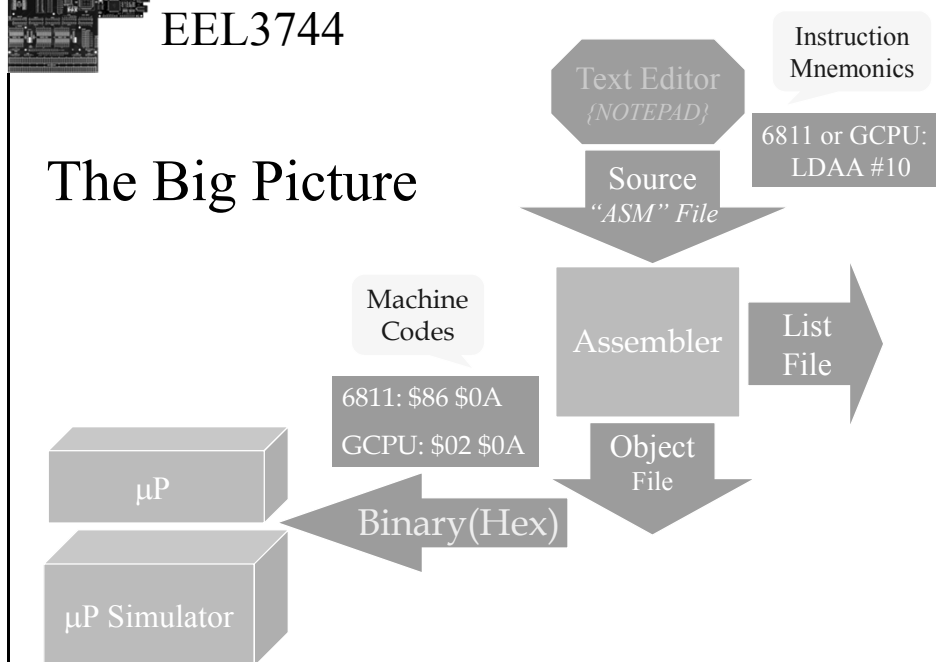 EEL3744
The Big Picture
Text Editor
{NOTEPAD}
Instruction
Mnemonics
6811 or GCPU:
LDAA #10
Source
“ASM” File
Assembler
List
File
Machine
Codes
6811: $86 $0A
GCPU: $02 $0A
Object
File
Binary(Hex)
µP
µP Simulator